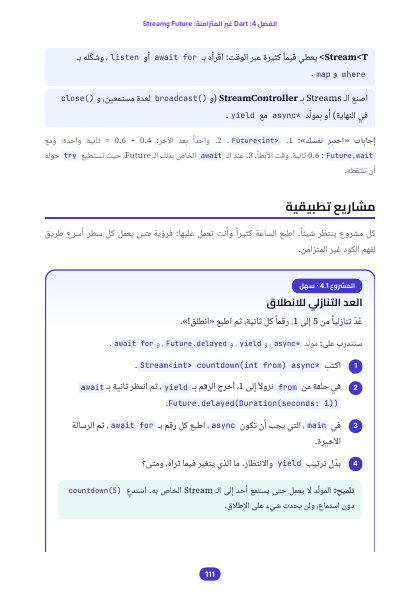 الفصل 4: Dart غير المتزامنة: Future وStream
Stream<T> يعطي قيماً كثيرة عبر الوقت: اقرأه بـ await for أو listen ، وشكّله بـ
where و map .
اصنع الـ Streams بـ StreamController (و broadcast() لعدة مستمعين، و close()
في النهاية) أو بمولّد async* مع yield .
إجابات «اختبر نفسك»: 1. Future<int> . 2. واحداً بعد الآخر: 0.4 + 0.6 = ثانية واحدة؛ ومع
Future.wait : 0.6 ثانية، وقت الأبطأ. 3. عند الـ await الخاص بذلك الـ Future، حيث تستطيع try حوله
أن تلتقطه.
مشاريع تطبيقية
كل مشروع ينتظر شيئاً. اطبع الساعة كثيراً وأنت تعمل عليها: فرؤية متى يعمل كل سطر أسرع طريق
لفهم الكود غير المتزامن.
المشروع 4.1 · سهل
العد التنازلي للانطلاق
عُدّ تنازلياً من 5 إلى 1، رقماً كل ثانية، ثم اطبع «انطلق!».
ستتدرب على: مولّد async* ، و yield ، و Future.delayed ، و await for .
1 اكتب Stream<int> countdown(int from) async* .
2 في حلقة من from نزولاً إلى 1، أخرج الرقم بـ yield ، ثم انتظر ثانية بـ await
Future.delayed(Duration(seconds: 1)).
3 في main ، التي يجب أن تكون async ، اطبع كل رقم بـ await for ، ثم الرسالة
الأخيرة.
4 بدّل ترتيب yield والانتظار. ما الذي يتغير فيما تراه، ومتى؟
تلميح: المولّد لا يعمل حتى يستمع أحد إلى الـ Stream الخاص به. استدعِ countdown(5)
دون استماع، ولن يحدث شيء على الإطلاق.
111